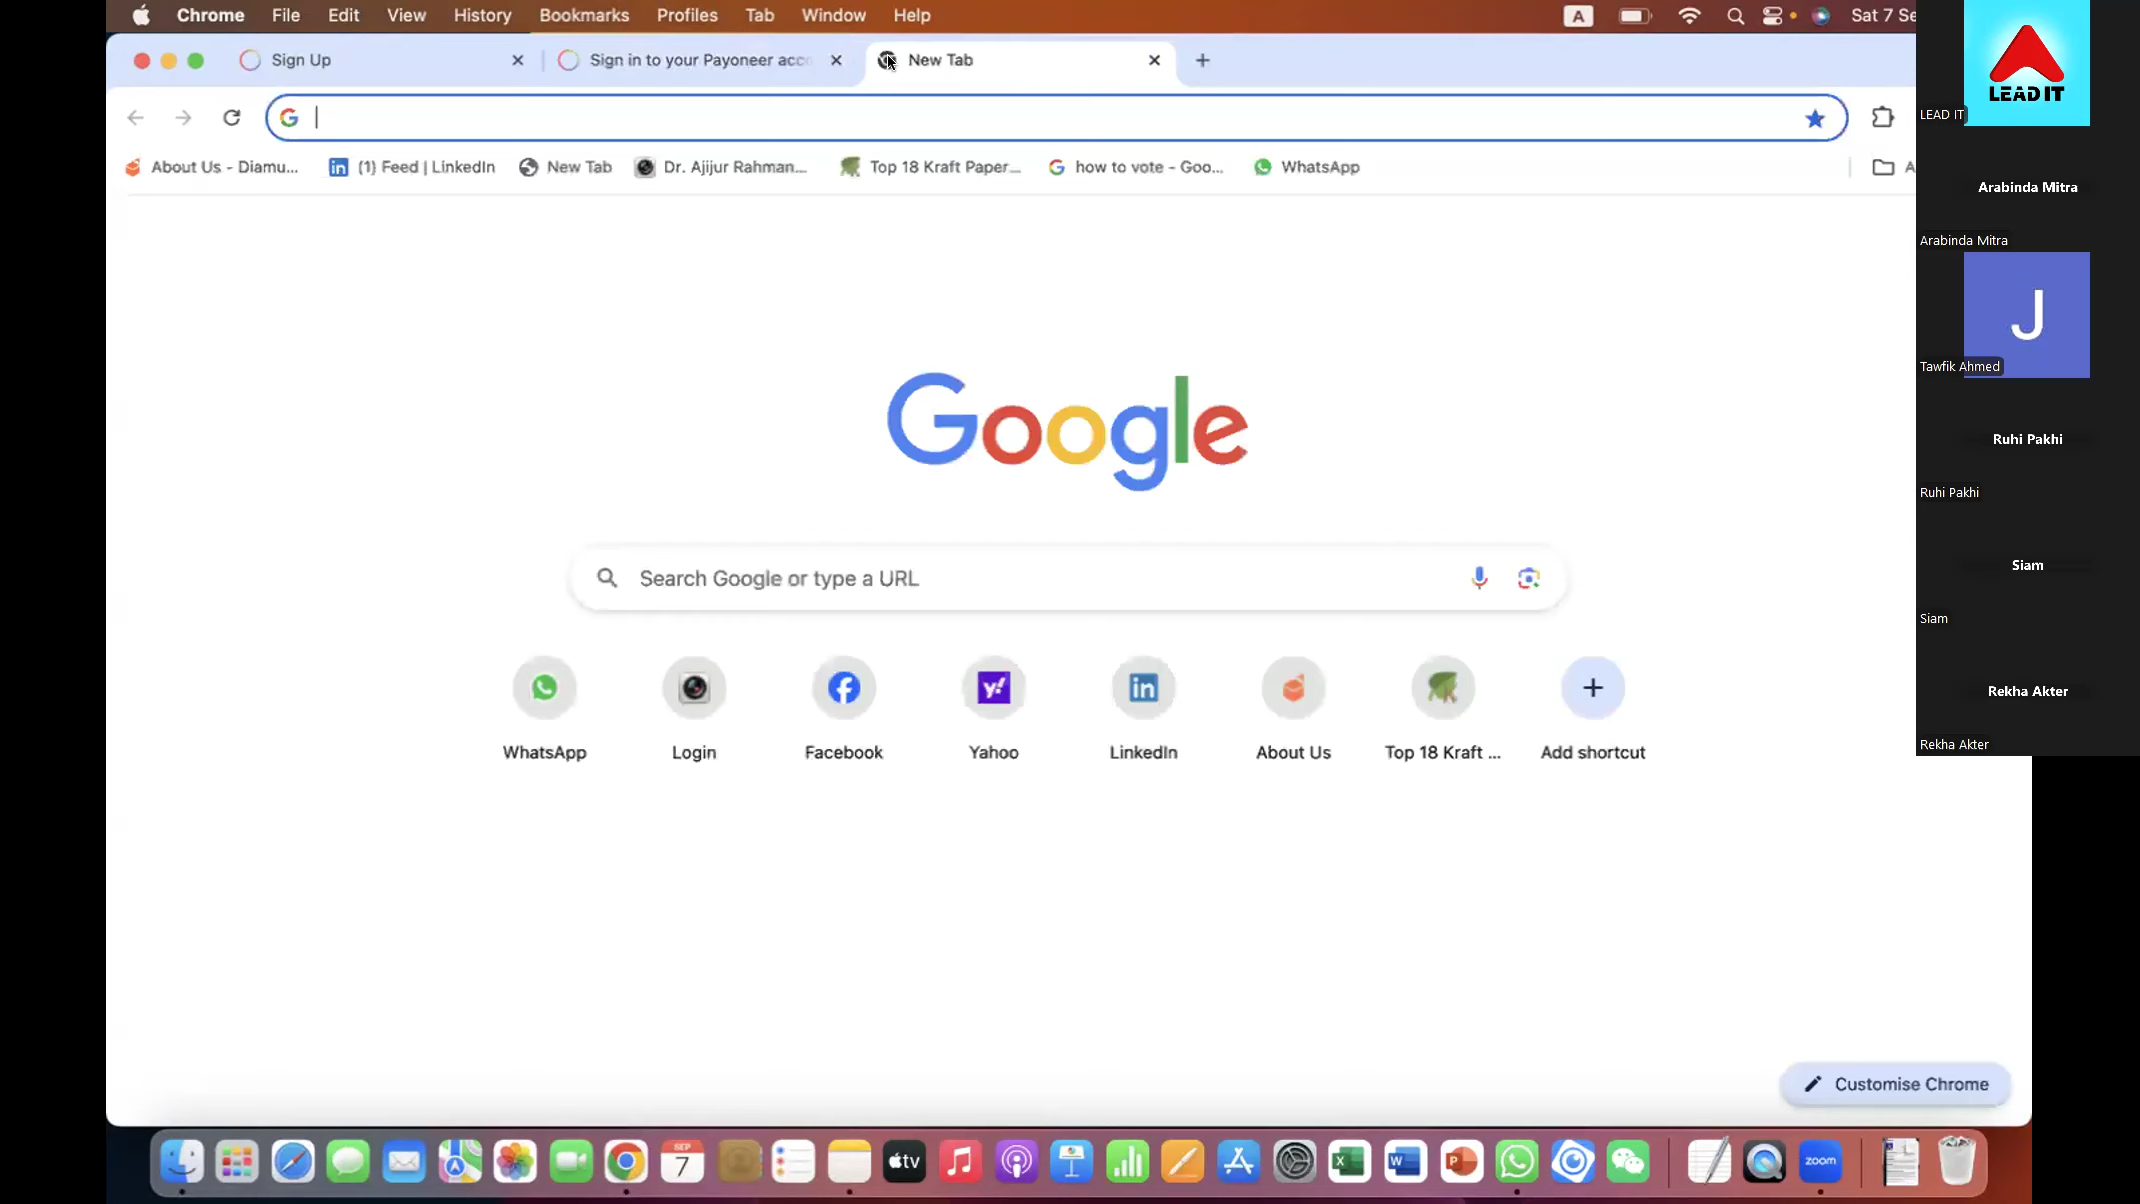 Chrome File Edit View History Bookmarks Profiles Tab Window Help A Sat 7 Se
Sign Up Sign in to your Payoneer acc New Tab
About Us - Diamu... (1) Feed | LinkedIn New Tab Dr. Ajijur Rahman... Top 18 Kraft Paper... how to vote - Goo... WhatsApp A
Google
Search Google or type a URL
WhatsApp Login Facebook Yahoo LinkedIn About Us Top 18 Kraft ... Add shortcut
Customise Chrome
SEP
7
tv
zoom
LEAD IT
LEAD IT
Arabinda Mitra
Arabinda Mitra
J
Tawfik Ahmed
Ruhi Pakhi
Ruhi Pakhi
Siam
Siam
Rekha Akter
Rekha Akter